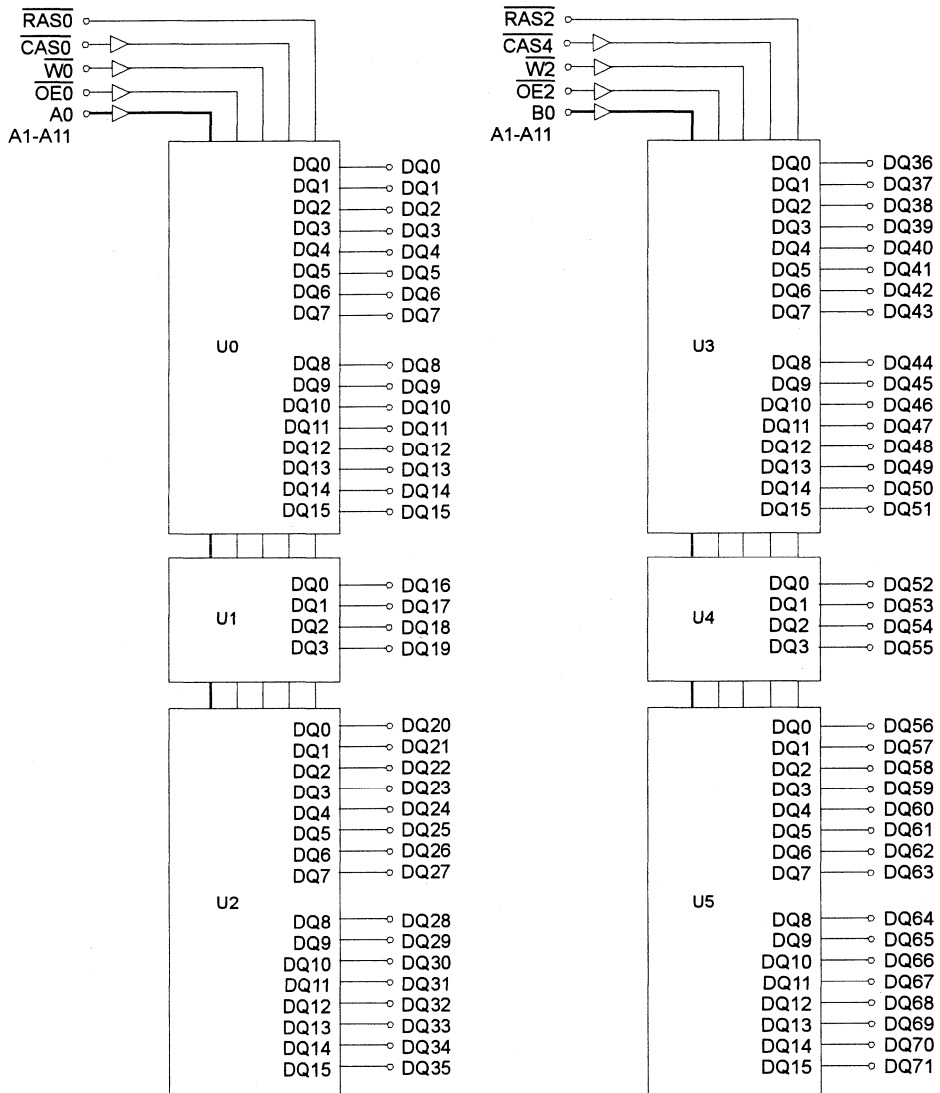 RAS0
CAS0
W0
OE0
A0
A1-A11
U0
DQ0 DQ0
DQ1 DQ1
DQ2 DQ2
DQ3 DQ3
DQ4 DQ4
DQ5 DQ5
DQ6 DQ6
DQ7 DQ7
DQ8 DQ8
DQ9 DQ9
DQ10 DQ10
DQ11 DQ11
DQ12 DQ12
DQ13 DQ13
DQ14 DQ14
DQ15 DQ15
U1
DQ0 DQ16
DQ1 DQ17
DQ2 DQ18
DQ3 DQ19
U2
DQ0 DQ20
DQ1 DQ21
DQ2 DQ22
DQ3 DQ23
DQ4 DQ24
DQ5 DQ25
DQ6 DQ26
DQ7 DQ27
DQ8 DQ28
DQ9 DQ29
DQ10 DQ30
DQ11 DQ31
DQ12 DQ32
DQ13 DQ33
DQ14 DQ34
DQ15 DQ35
RAS2
CAS4
W2
OE2
B0
A1-A11
U3
DQ0 DQ36
DQ1 DQ37
DQ2 DQ38
DQ3 DQ39
DQ4 DQ40
DQ5 DQ41
DQ6 DQ42
DQ7 DQ43
DQ8 DQ44
DQ9 DQ45
DQ10 DQ46
DQ11 DQ47
DQ12 DQ48
DQ13 DQ49
DQ14 DQ50
DQ15 DQ51
U4
DQ0 DQ52
DQ1 DQ53
DQ2 DQ54
DQ3 DQ55
U5
DQ0 DQ56
DQ1 DQ57
DQ2 DQ58
DQ3 DQ59
DQ4 DQ60
DQ5 DQ61
DQ6 DQ62
DQ7 DQ63
DQ8 DQ64
DQ9 DQ65
DQ10 DQ66
DQ11 DQ67
DQ12 DQ68
DQ13 DQ69
DQ14 DQ70
DQ15 DQ71